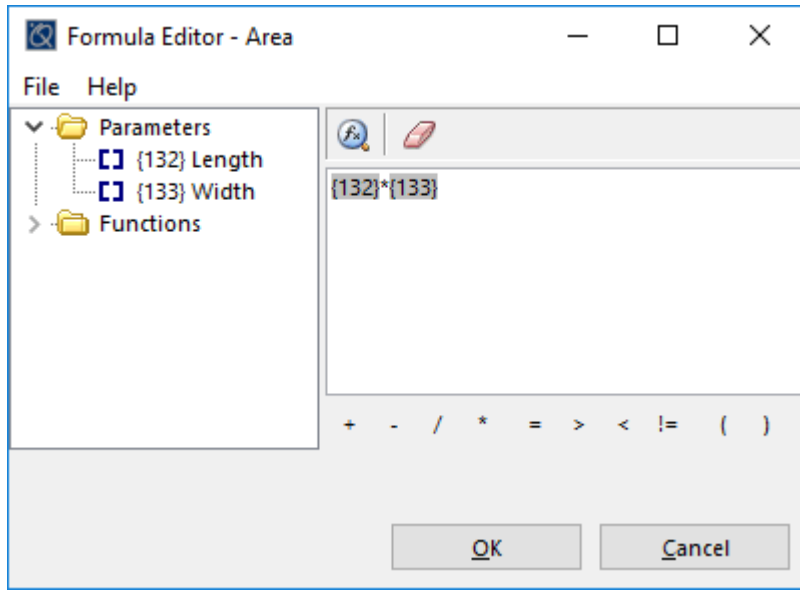 Formula Editor - Area
File Help
Parameters
{132} Length
{133} Width
Functions
{132}*{133}
+ - / * = > < != ( )
OK Cancel